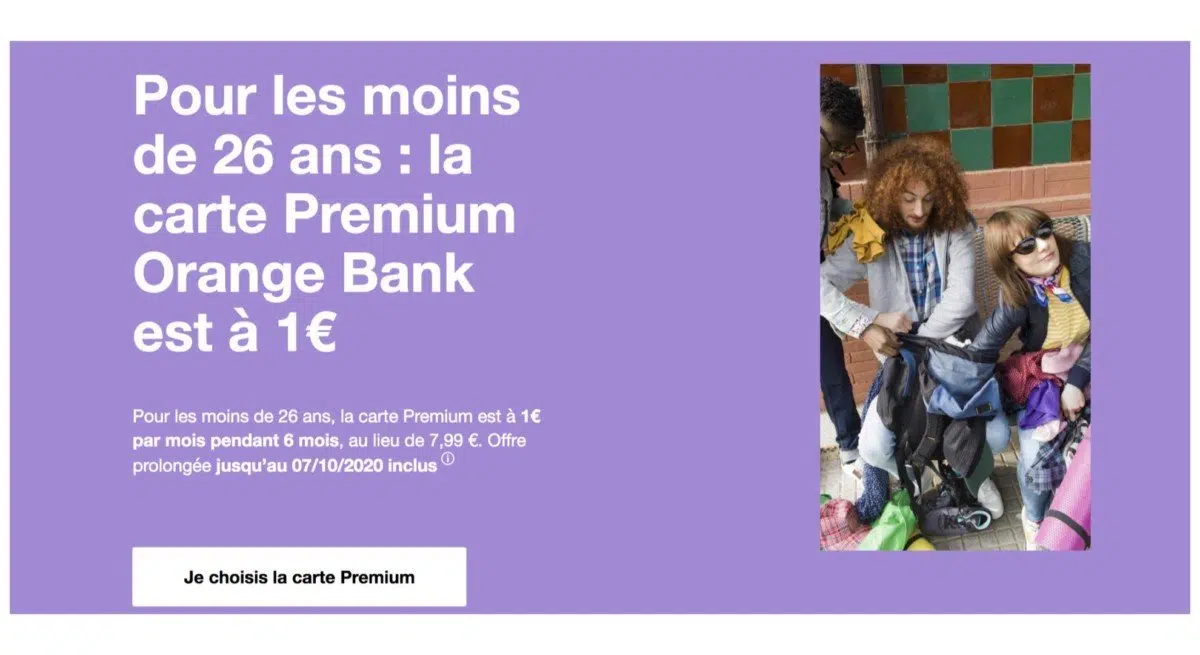 Pour les moins
de 26 ans : la
carte Premium
Orange Bank
est à 1€
Pour les moins de 26 ans, la carte Premium est à 1€
par mois pendant 6 mois, au lieu de 7,99 €. Offre
prolongée jusqu'au 07/10/2020 inclus ⓘ
Je choisis la carte Premium